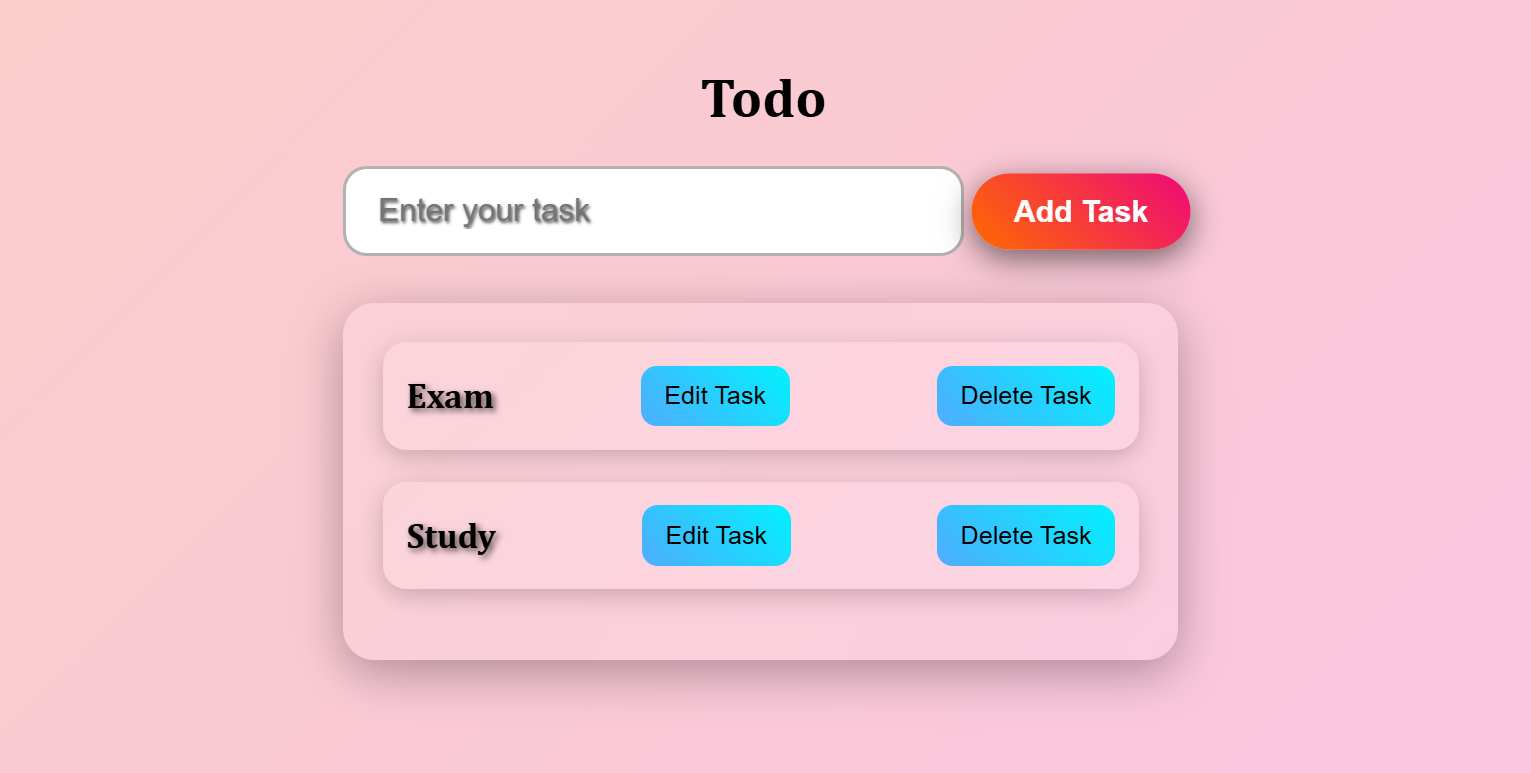 Todo
Enter your task
Add Task
Exam
Edit Task
Delete Task
Study
Edit Task
Delete Task